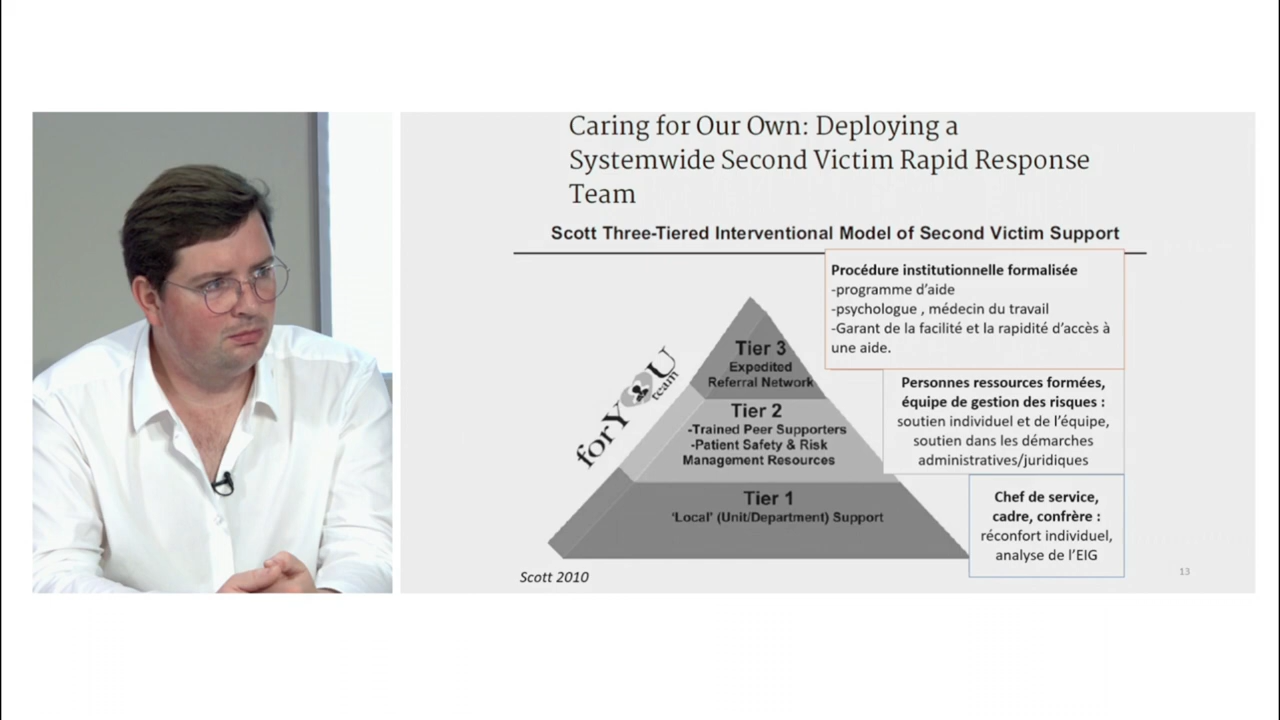 Caring for Our Own: Deploying a
Systemwide Second Victim Rapid Response
Team
Scott Three-Tiered Interventional Model of Second Victim Support
Procédure institutionnelle formalisée
-programme d'aide
-psychologue , médecin du travail
-Garant de la facilité et la rapidité d'accès à
une aide.
Tier 3
Expedited
Referral Network
forYOU
team
Personnes ressources formées,
équipe de gestion des risques :
soutien individuel et de l'équipe,
soutien dans les démarches
administratives/juridiques
Tier 2
-Trained Peer Supporters
-Patient Safety & Risk
Management Resources
Tier 1
'Local' (Unit/Department) Support
Chef de service,
cadre, confrère :
réconfort individuel,
analyse de l'EIG
Scott 2010
13